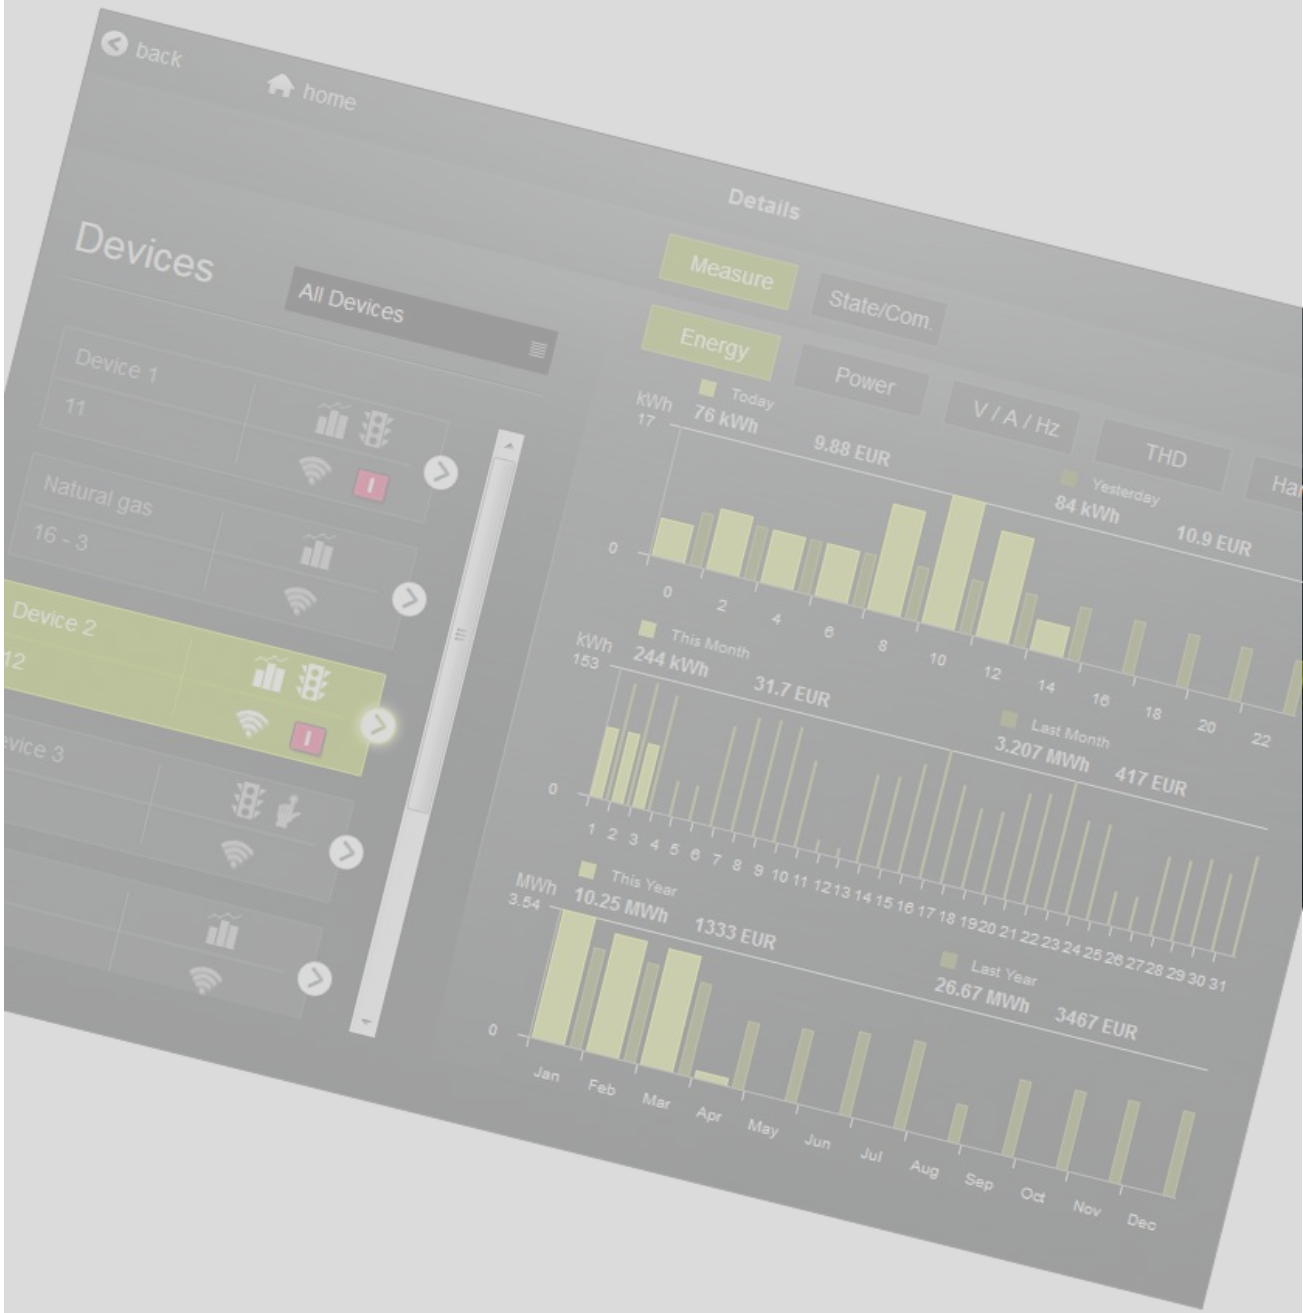 back
home
Details
Devices
All Devices
Measure
State/Com.
Energy
Power
V / A / Hz
THD
Device 1
11
Natural gas
16 - 3
Device 2
12
evice 3
kWh
17
0
Today
76 kWh
9.88 EUR
Yesterday
84 kWh
10.9 EUR
0 2 4 6 8 10 12 14 16 18 20 22
kWh
153
0
This Month
244 kWh
31.7 EUR
Last Month
3.207 MWh
417 EUR
1 2 3 4 5 6 7 8 9 10 11 12 13 14 15 16 17 18 19 20 21 22 23 24 25 26 27 28 29 30 31
MWh
3.54
0
This Year
10.25 MWh
1333 EUR
Last Year
26.67 MWh
3467 EUR
Jan Feb Mar Apr May Jun Jul Aug Sep Oct Nov Dec